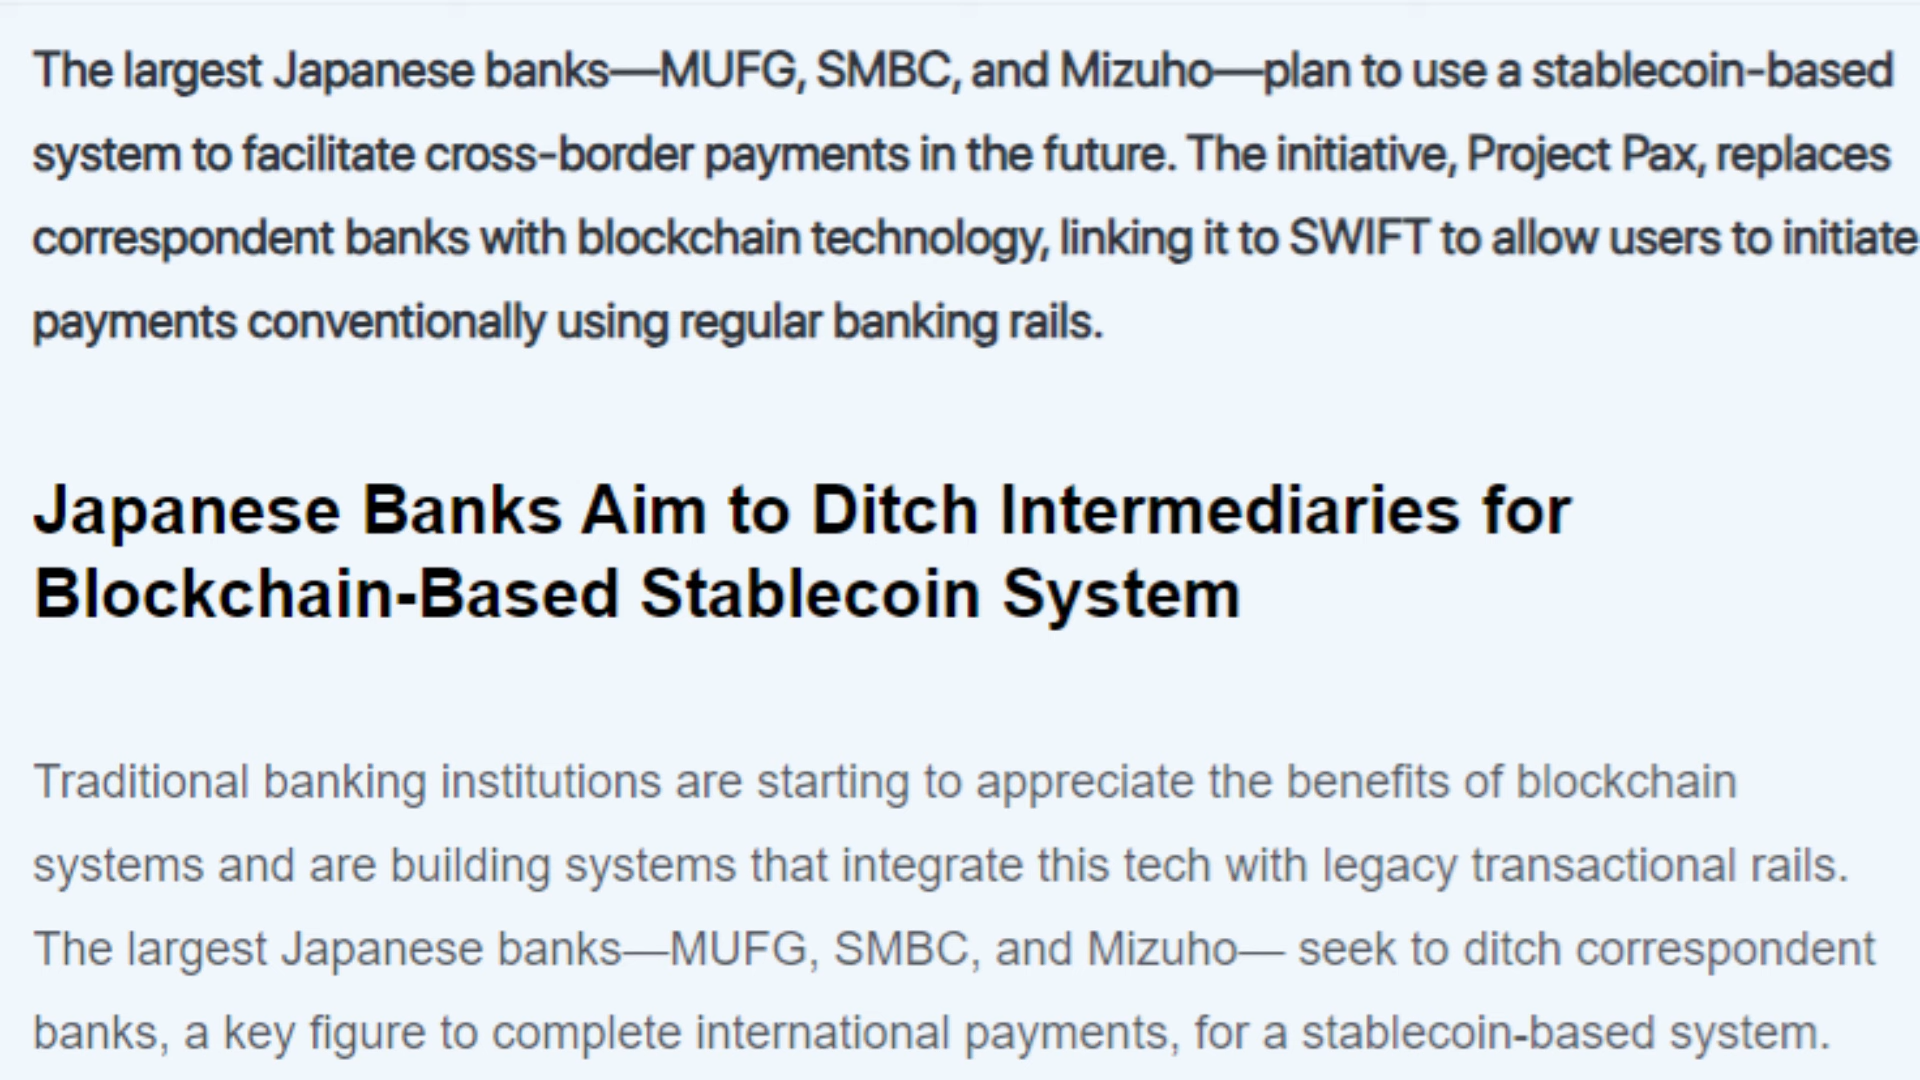 The largest Japanese banks—MUFG, SMBC, and Mizuho—plan to use a stablecoin-based
system to facilitate cross-border payments in the future. The initiative, Project Pax, replaces
correspondent banks with blockchain technology, linking it to SWIFT to allow users to initiate
payments conventionally using regular banking rails.
Japanese Banks Aim to Ditch Intermediaries for
Blockchain-Based Stablecoin System
Traditional banking institutions are starting to appreciate the benefits of blockchain
systems and are building systems that integrate this tech with legacy transactional rails.
The largest Japanese banks—MUFG, SMBC, and Mizuho— seek to ditch correspondent
banks, a key figure to complete international payments, for a stablecoin-based system.